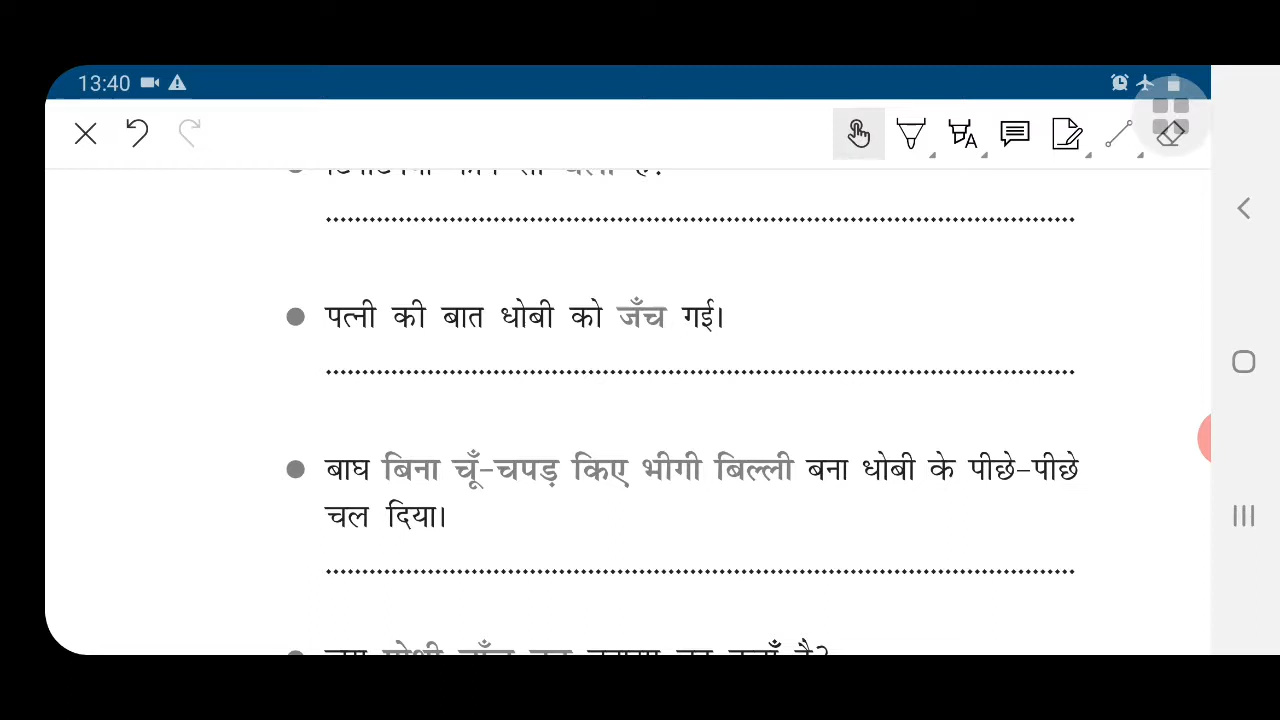 13:40
पत्नी की बात धोबी को जँच गई।
बाघ बिना चूँ-चपड़ किए भीगी बिल्ली बना धोबी के पीछे-पीछे
चल दिया।